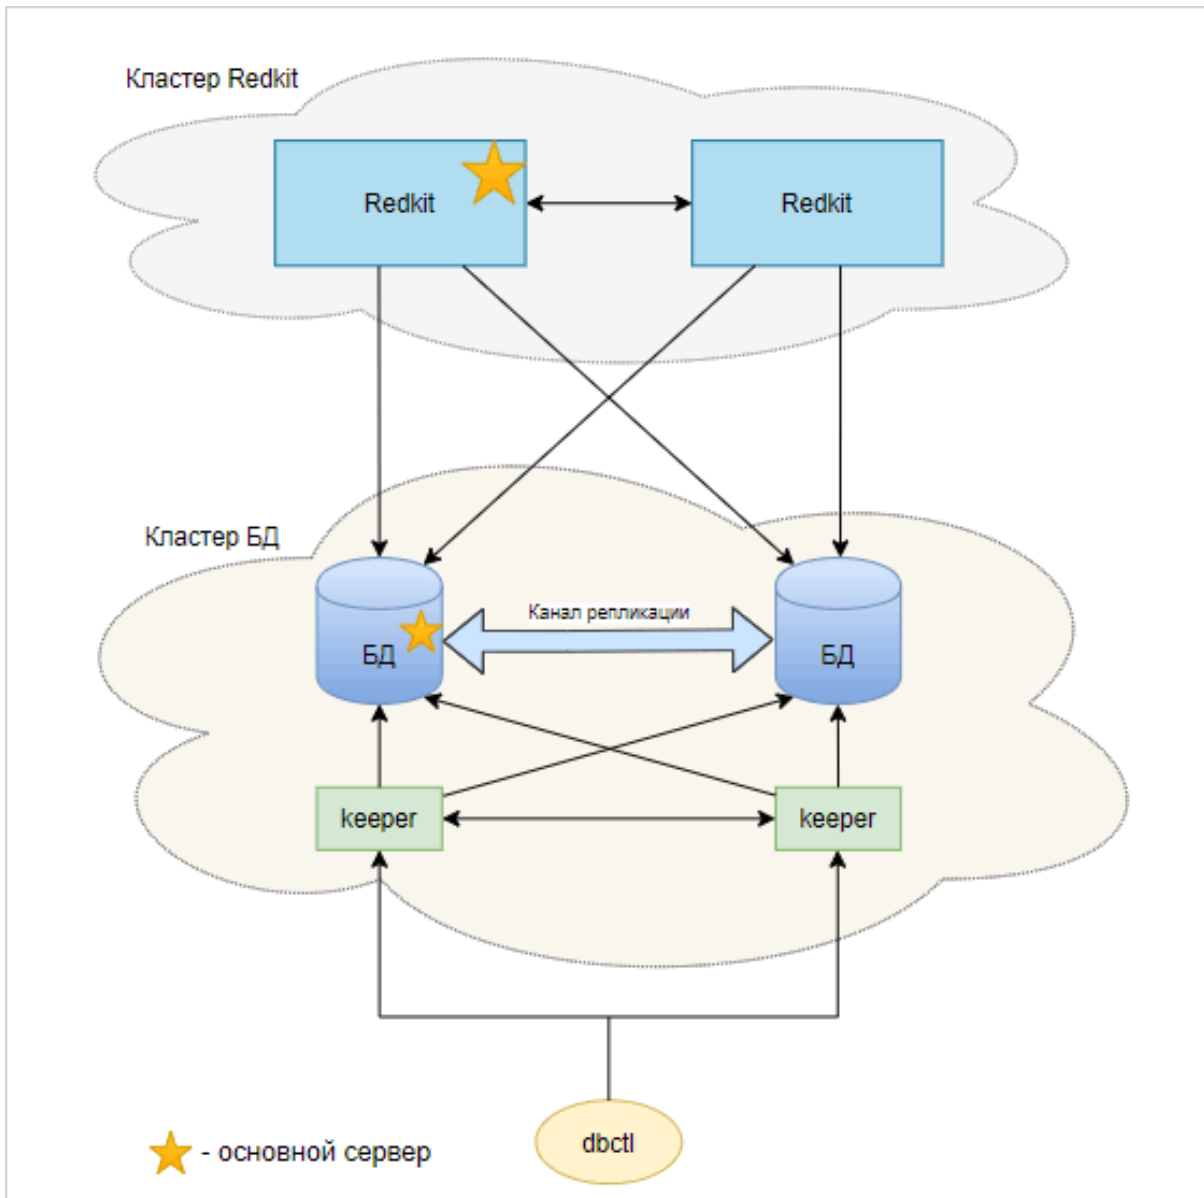 Кластер Redkit
Redkit
Redkit
Кластер БД
Канал репликации
БД
БД
keeper
keeper
dbctl
- основной сервер